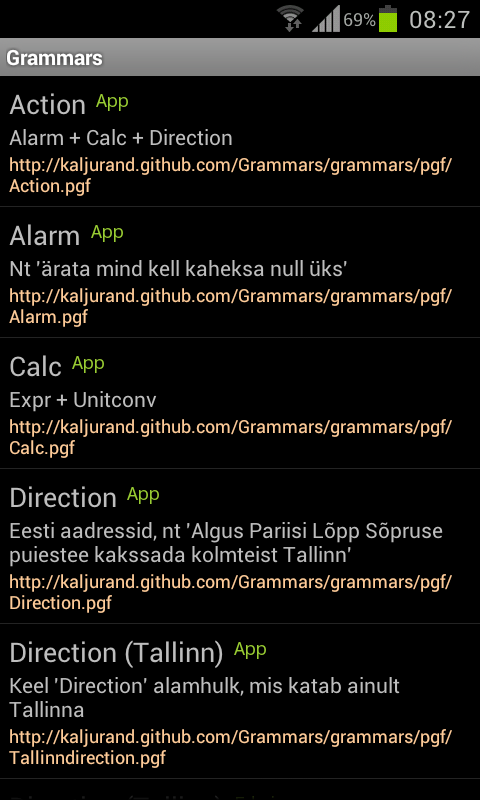 69% 08:27
Grammars
Action App
Alarm + Calc + Direction
http://kaljurand.github.com/Grammars/grammars/pgf/
Action.pgf
Alarm App
Nt 'ärata mind kell kaheksa null üks'
http://kaljurand.github.com/Grammars/grammars/pgf/
Alarm.pgf
Calc App
Expr + Unitconv
http://kaljurand.github.com/Grammars/grammars/pgf/
Calc.pgf
Direction App
Eesti aadressid, nt 'Algus Pariisi Lõpp Sõpruse
puiestee kakssada kolmteist Tallinn'
http://kaljurand.github.com/Grammars/grammars/pgf/
Direction.pgf
Direction (Tallinn) App
Keel 'Direction' alamhulk, mis katab ainult
Tallinna
http://kaljurand.github.com/Grammars/grammars/pgf/
Tallinndirection.pgf